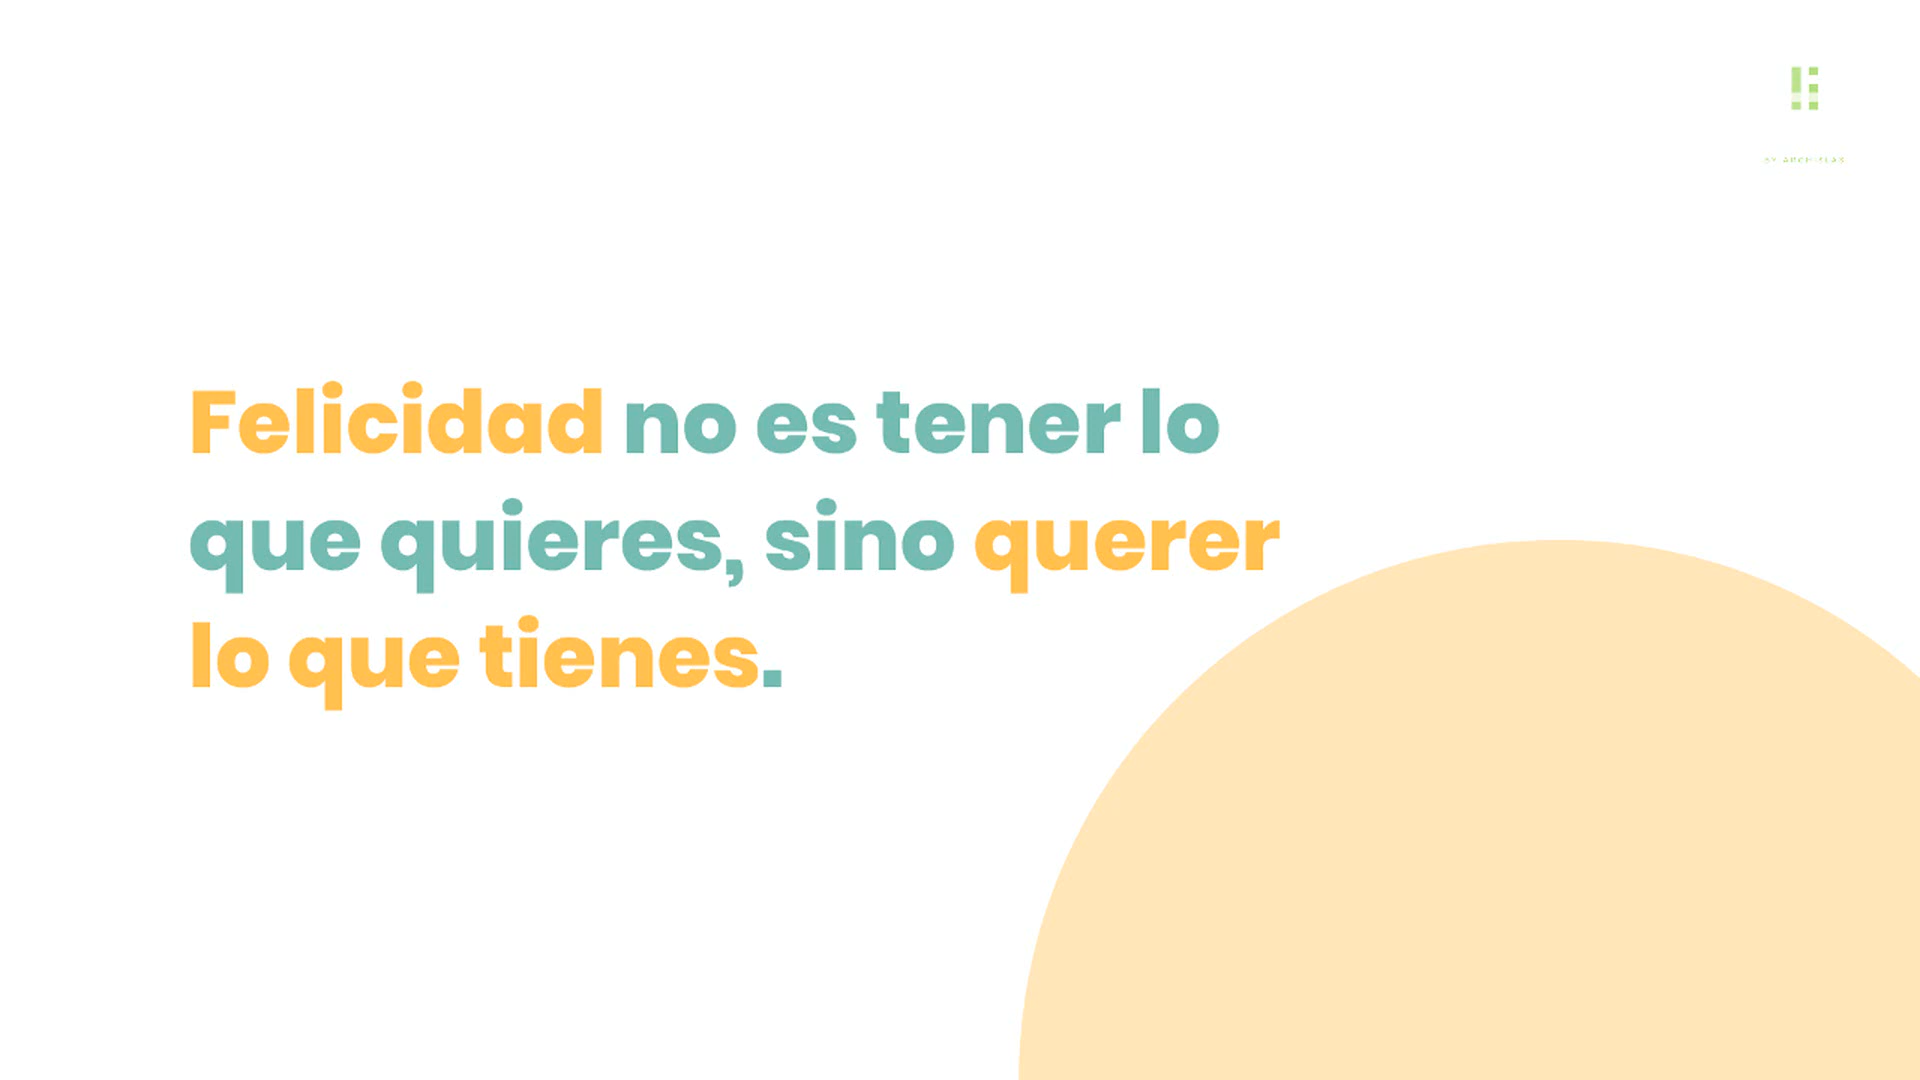 Felicidad no es tener lo
que quieres, sino querer
lo que tienes.